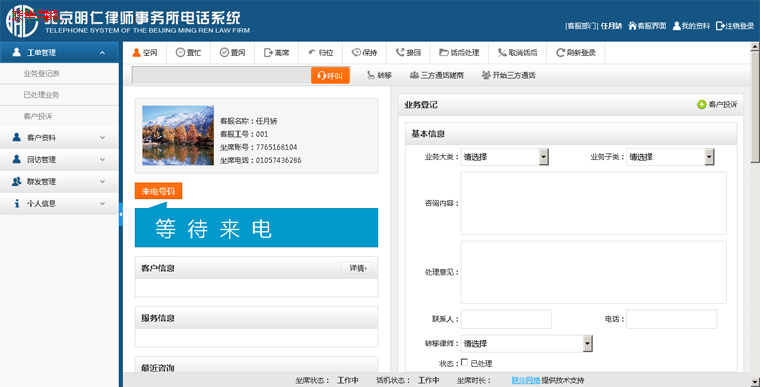 北京明仁律师事务所电话系统
TELEPHONE SYSTEM OF THE BEIJING MING REN LAW FIRM
[客服部门] 任月娇 客服界面 我的资料 注销登录
工单管理
业务登记表
已处理业务
客户投诉
客户资料
回访管理
群发管理
个人信息
空闲 置忙 置闲 离席 归位 保持 接回 话后处理 取消话后 刷新登录
呼叫 转移 三方通话磋商 开始三方通话
客服名称：任月娇
客服工号：001
坐席账号：7765168104
坐席电话：01057436286
来电号码
等待来电
客户信息 详情›
服务信息
最近咨询
业务登记 客户投诉
基本信息
业务大类： 请选择 业务子类： 请选择
咨询内容：
处理意见：
联系人： 电话：
转移律师： 请选择
状态： 已处理
坐席状态： 工作中 话机状态： 工作中 坐席时长： 联华网络 提供技术支持